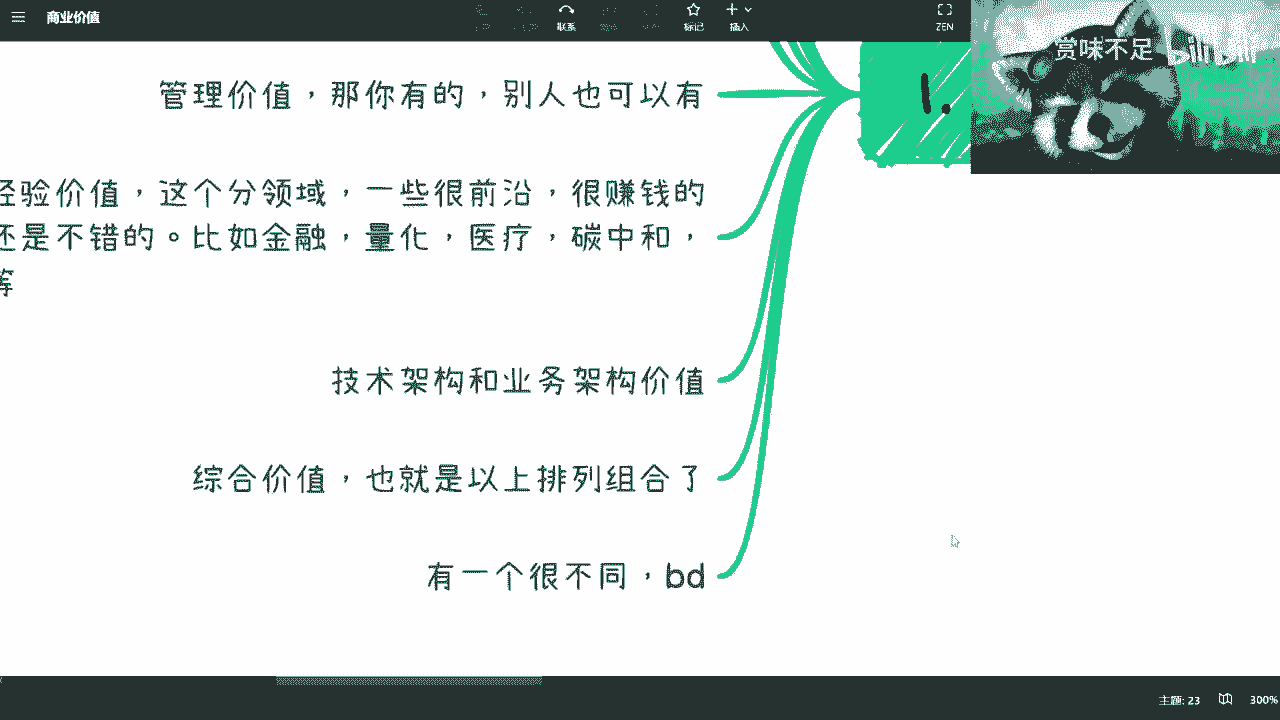 商业价值
联系
标记
插入
ZEN
赏味不足
bilibili
管理价值，那你有的，别人也可以有
1.
经验价值，这个分领域，一些很前沿，很赚钱的
还是不错的。比如金融，量化，医疗，碳中和，
等
技术架构和业务架构价值
综合价值，也就是以上排列组合了
有一个很不同，bd
主题: 23
300%